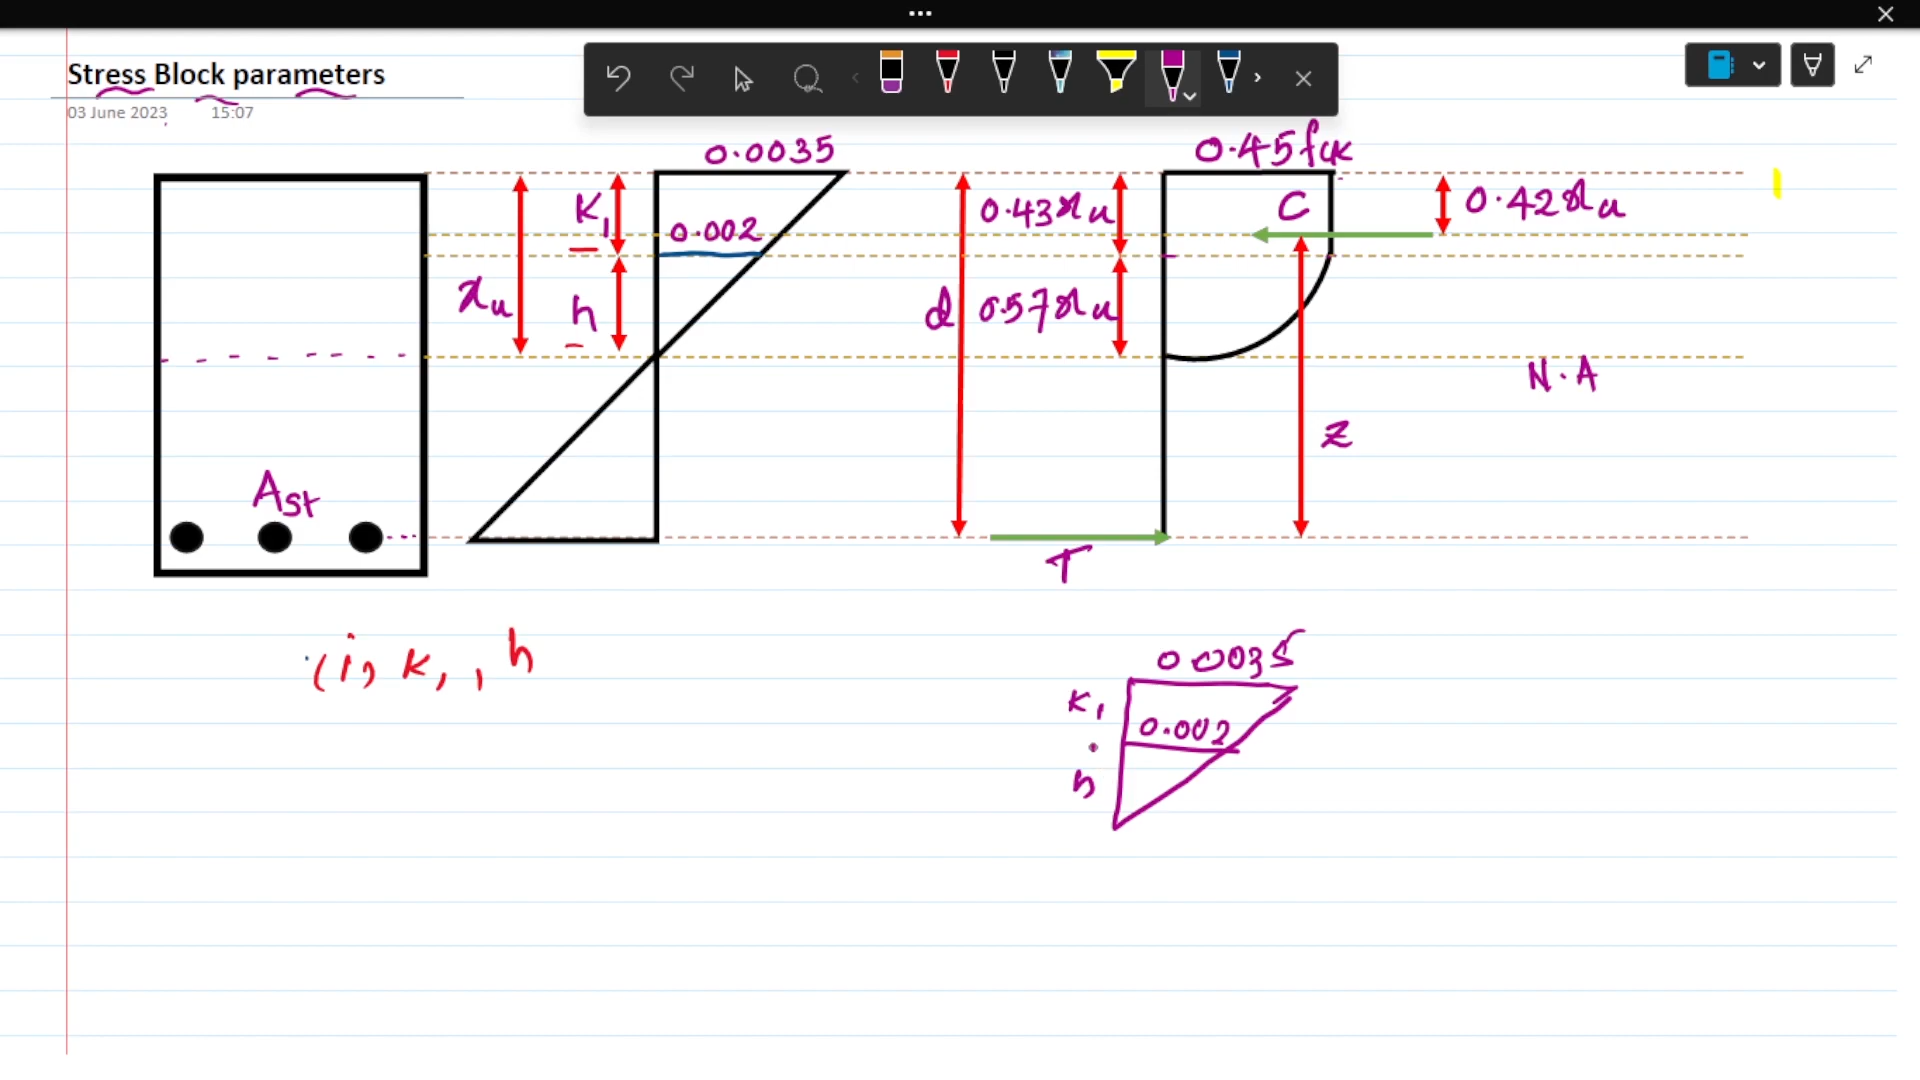 Stress Block parameters
03 June 2023 15:07
0.0035
0.45fck
K1
0.43xu
C
0.42xu
0.002
xu
h
d
0.57xu
N.A
z
Ast
T
(i) K1, h
0.0035
K1
0.002
h